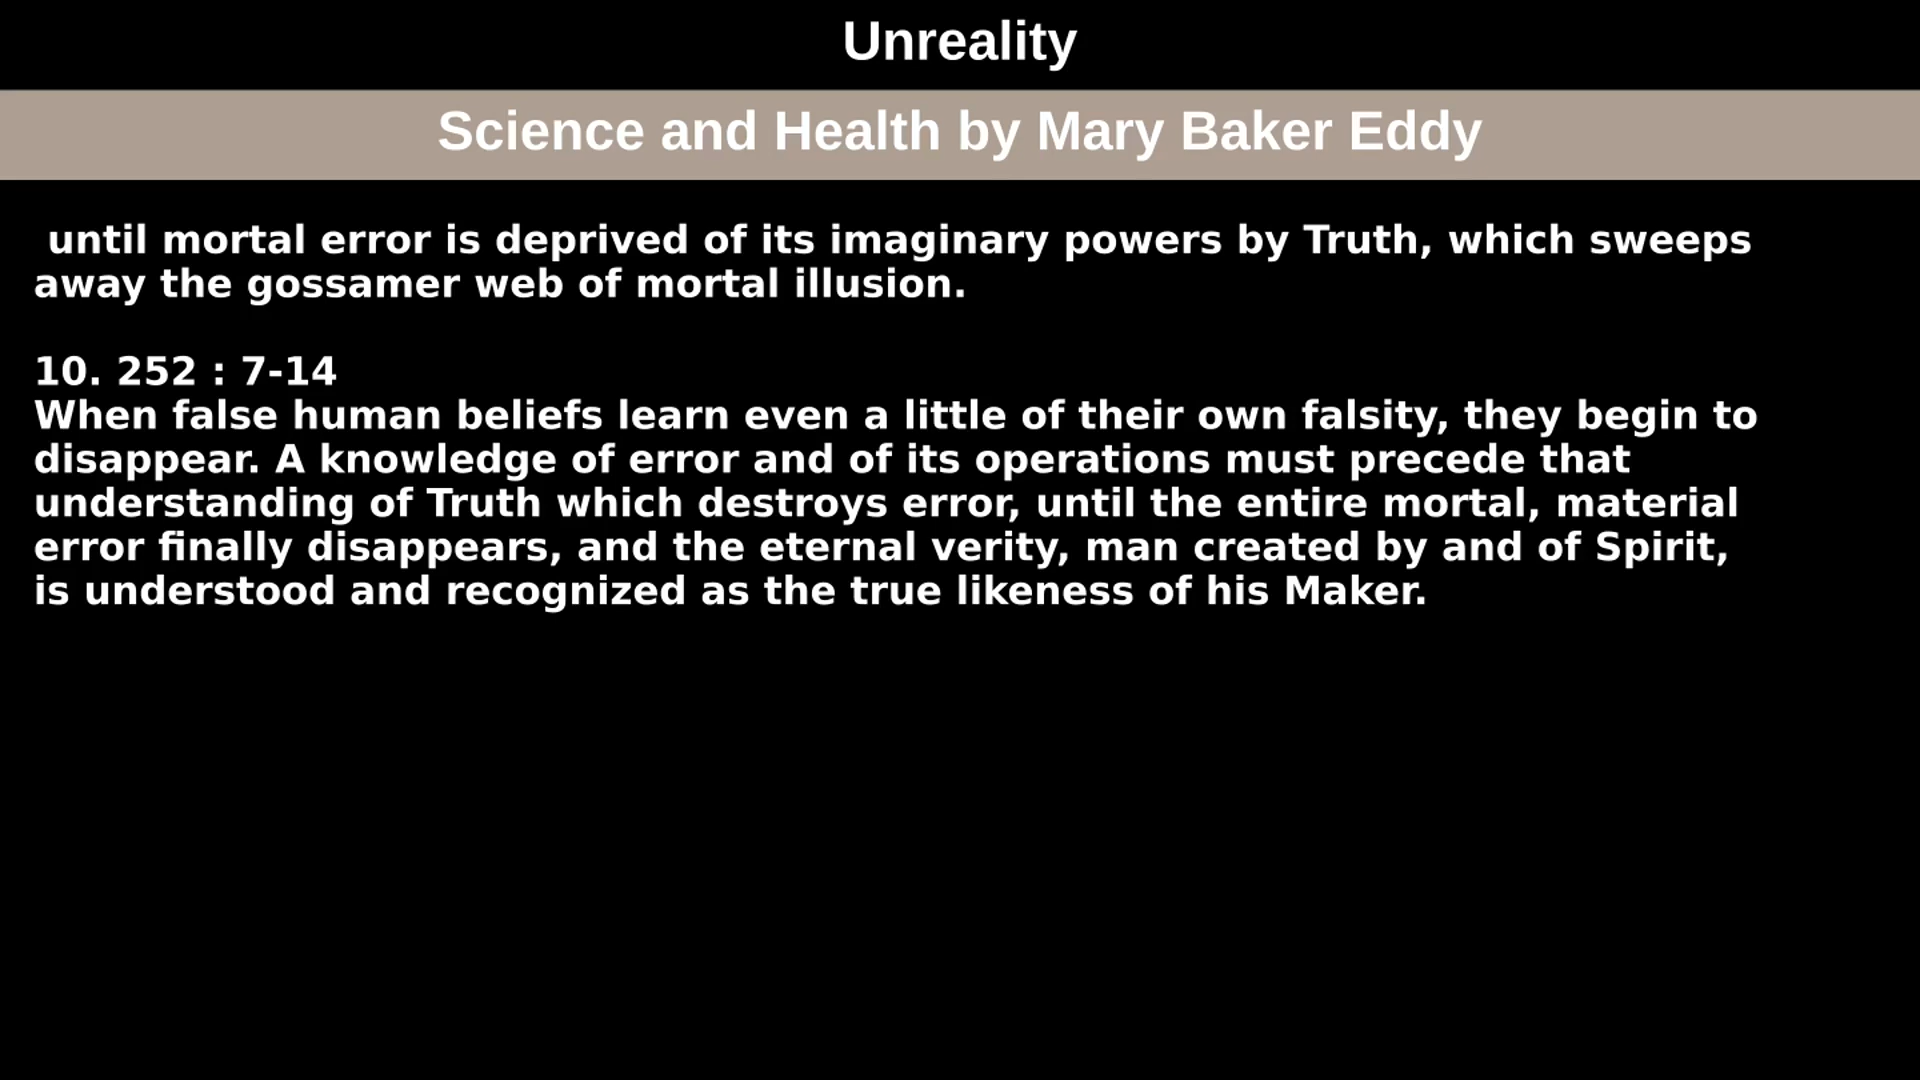 Unreality
Science and Health by Mary Baker Eddy
until mortal error is deprived of its imaginary powers by Truth, which sweeps
away the gossamer web of mortal illusion.
10. 252 : 7-14
When false human beliefs learn even a little of their own falsity, they begin to
disappear. A knowledge of error and of its operations must precede that
understanding of Truth which destroys error, until the entire mortal, material
error finally disappears, and the eternal verity, man created by and of Spirit,
is understood and recognized as the true likeness of his Maker.